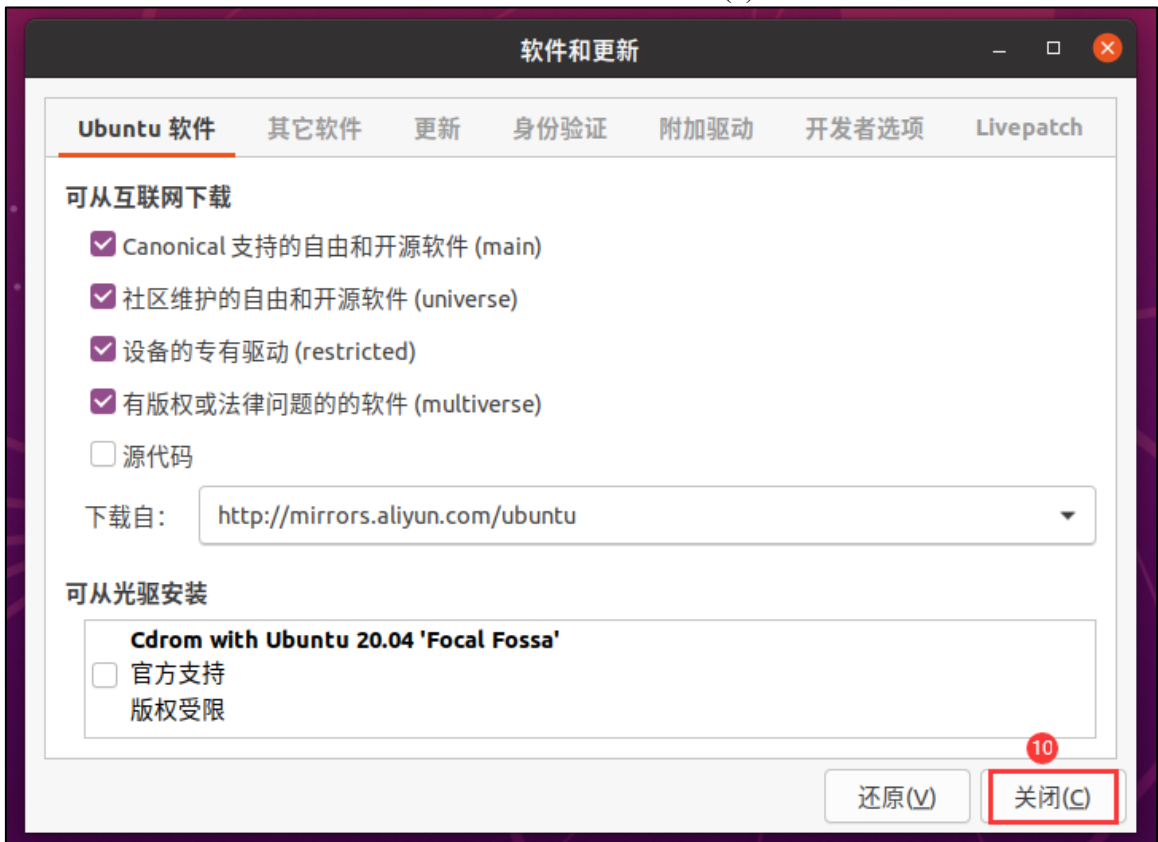 软件和更新
Ubuntu 软件 其它软件 更新 身份验证 附加驱动 开发者选项 Livepatch
可从互联网下载
Canonical 支持的自由和开源软件 (main)
社区维护的自由和开源软件 (universe)
设备的专有驱动 (restricted)
有版权或法律问题的的软件 (multiverse)
源代码
下载自： http://mirrors.aliyun.com/ubuntu
可从光驱安装
Cdrom with Ubuntu 20.04 'Focal Fossa'
官方支持
版权受限
10
还原(V) 关闭(C)